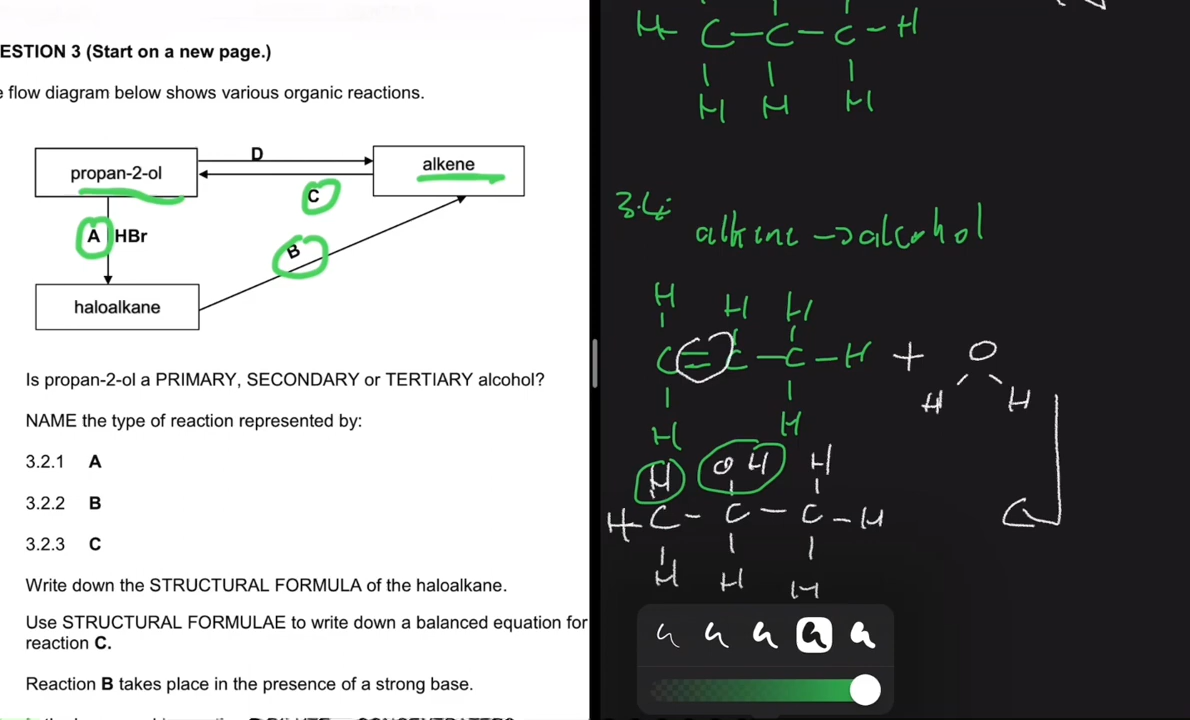 ESTION 3 (Start on a new page.)
e flow diagram below shows various organic reactions.
propan-2-ol
D
alkene
C
A HBr
B
haloalkane
Is propan-2-ol a PRIMARY, SECONDARY or TERTIARY alcohol?
NAME the type of reaction represented by:
3.2.1 A
3.2.2 B
3.2.3 C
Write down the STRUCTURAL FORMULA of the haloalkane.
Use STRUCTURAL FORMULAE to write down a balanced equation for
reaction C.
Reaction B takes place in the presence of a strong base.
H C—C—C—H
H H H
3.4
alkene → alcohol
H H H
C=C—C—H + O
H H
H H
H OH H
H C—C—C—H
H H H